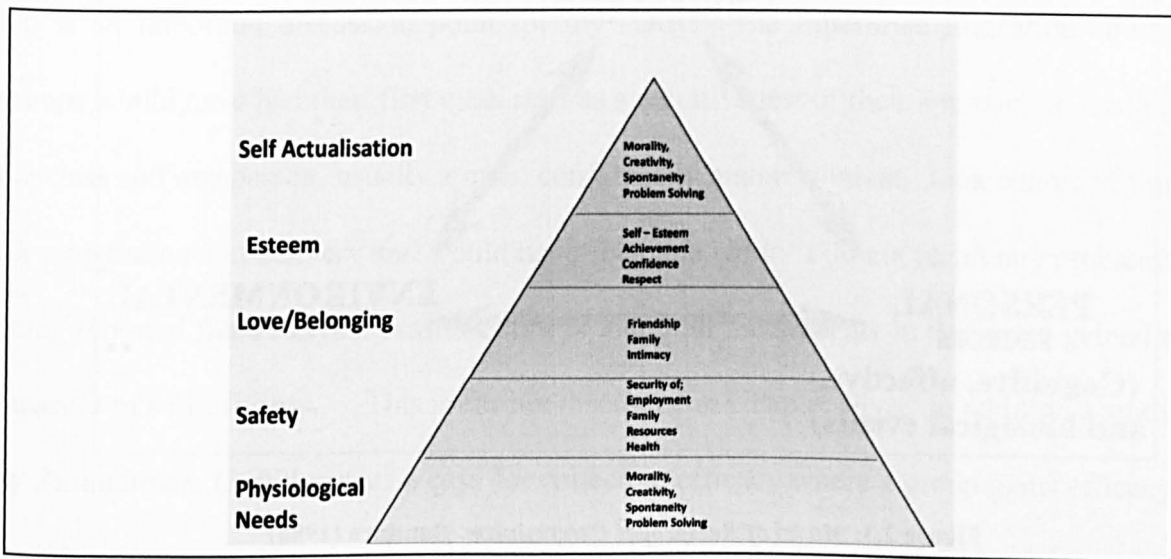 Self Actualisation
Morality,
Creativity,
Spontaneity
Problem Solving
Esteem
Self – Esteem
Achievement
Confidence
Respect
Love/Belonging
Friendship
Family
Intimacy
Safety
Security of;
Employment
Family
Resources
Health
Physiological
Needs
Morality,
Creativity,
Spontaneity
Problem Solving